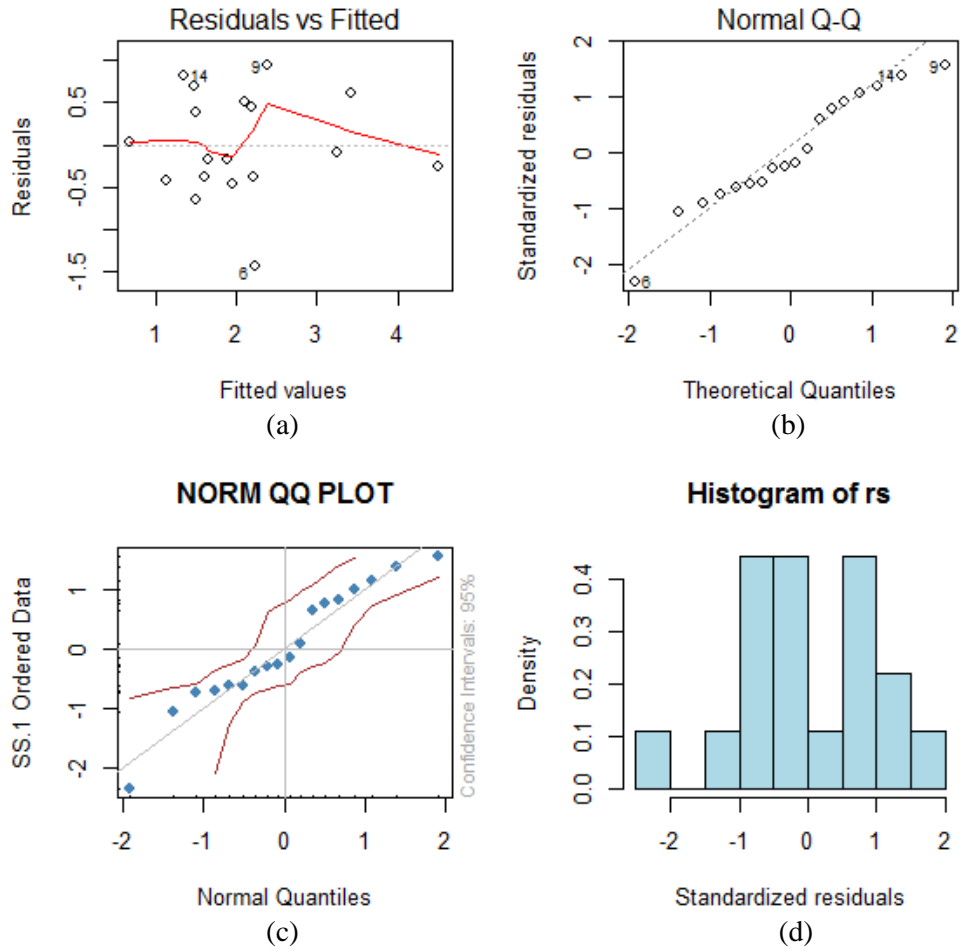 Residuals vs Fitted
Residuals
0.5
-0.5
-1.5
14
9
6
1 2 3 4
Fitted values
(a)
Normal Q-Q
Standardized residuals
2
1
0
-1
-2
14
9
6
-2 -1 0 1 2
Theoretical Quantiles
(b)
NORM QQ PLOT
SS.1 Ordered Data
1
0
-1
-2
Confidence Intervals: 95%
-2 -1 0 1 2
Normal Quantiles
(c)
Histogram of rs
Density
0.4
0.3
0.2
0.1
0.0
-2 -1 0 1 2
Standardized residuals
(d)